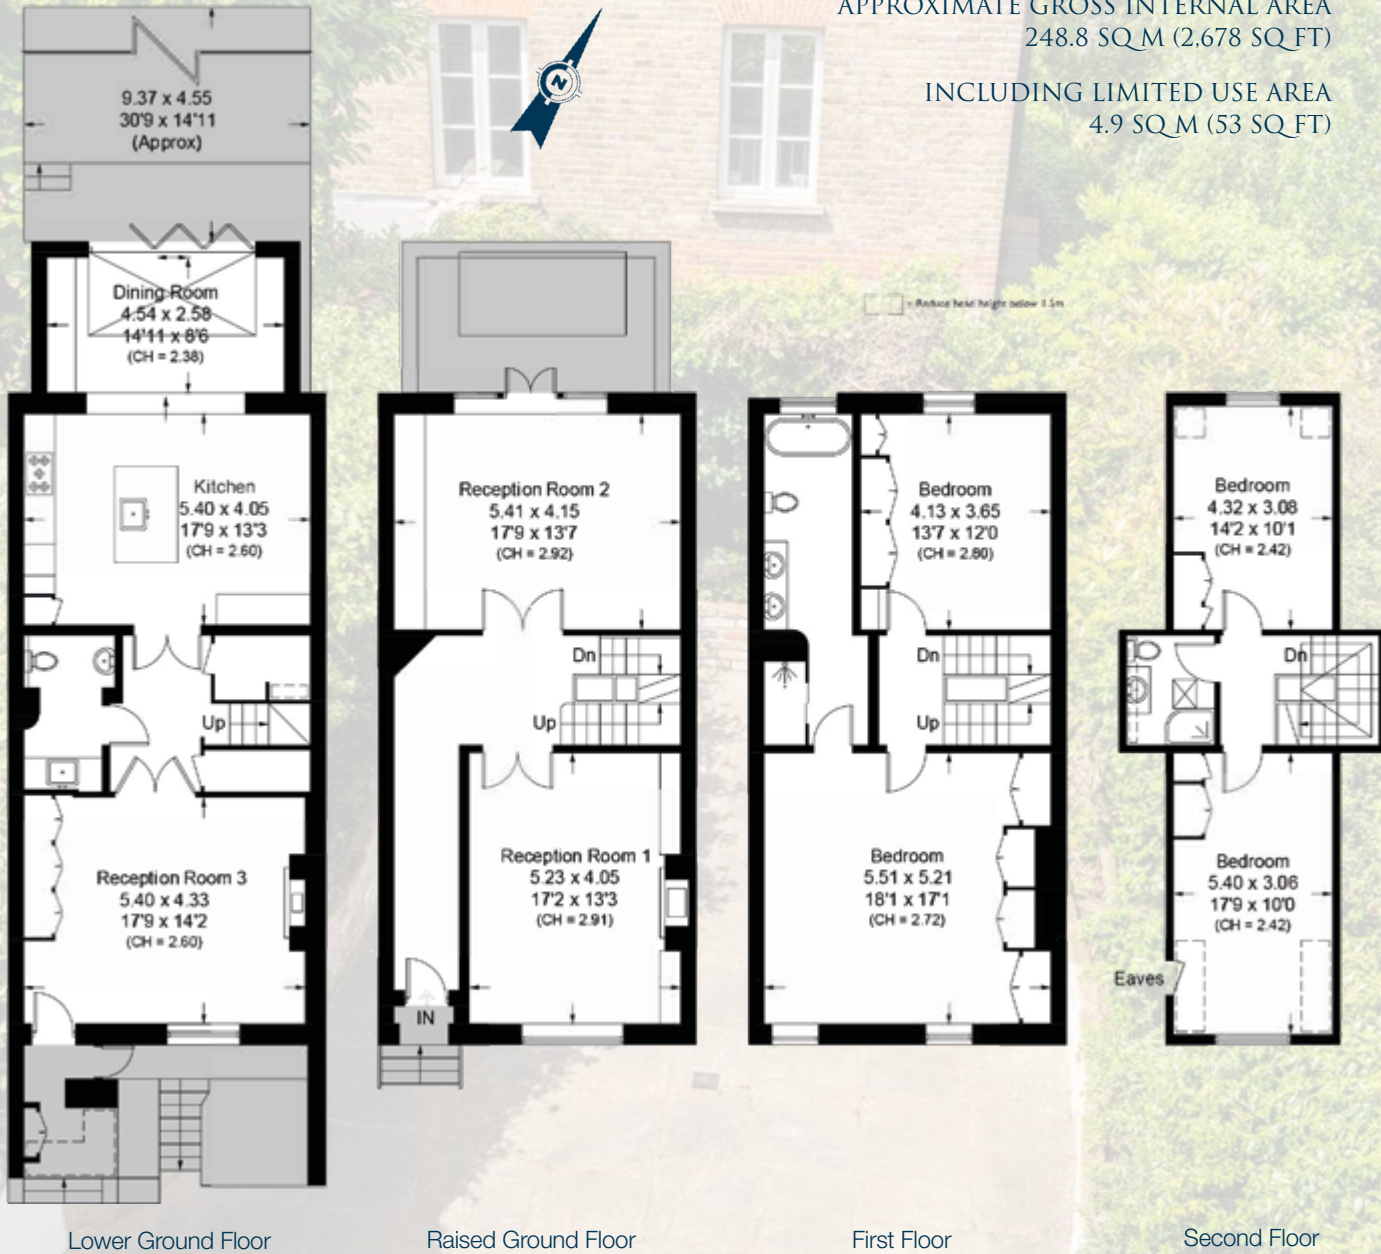 APPROXIMATE GROSS INTERNAL AREA
248.8 SQ M (2,678 SQ FT)
INCLUDING LIMITED USE AREA
4.9 SQ M (53 SQ FT)
N
= Reduce head height below 1.5m
9.37 x 4.55
30'9 x 14'11
(Approx)
Dining Room
4.54 x 2.58
14'11 x 8'6
(CH = 2.38)
Kitchen
5.40 x 4.05
17'9 x 13'3
(CH = 2.60)
Up
Reception Room 3
5.40 x 4.33
17'9 x 14'2
(CH = 2.60)
Lower Ground Floor
Reception Room 2
5.41 x 4.15
17'9 x 13'7
(CH = 2.92)
Dn
Up
Reception Room 1
5.23 x 4.05
17'2 x 13'3
(CH = 2.91)
IN
Raised Ground Floor
Bedroom
4.13 x 3.65
13'7 x 12'0
(CH = 2.80)
Dn
Up
Bedroom
5.51 x 5.21
18'1 x 17'1
(CH = 2.72)
First Floor
Bedroom
4.32 x 3.08
14'2 x 10'1
(CH = 2.42)
Dn
Bedroom
5.40 x 3.06
17'9 x 10'0
(CH = 2.42)
Eaves
Second Floor